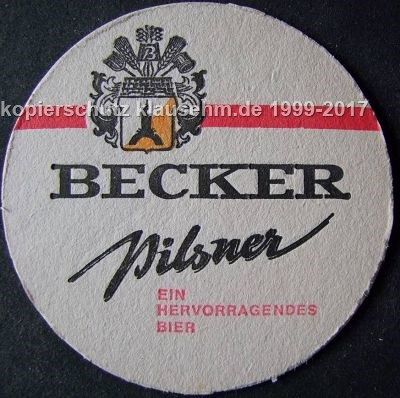 kopierschutz klausehm.de 1999-2017
BECKER
Pilsner
EIN
HERVORRAGENDES
BIER